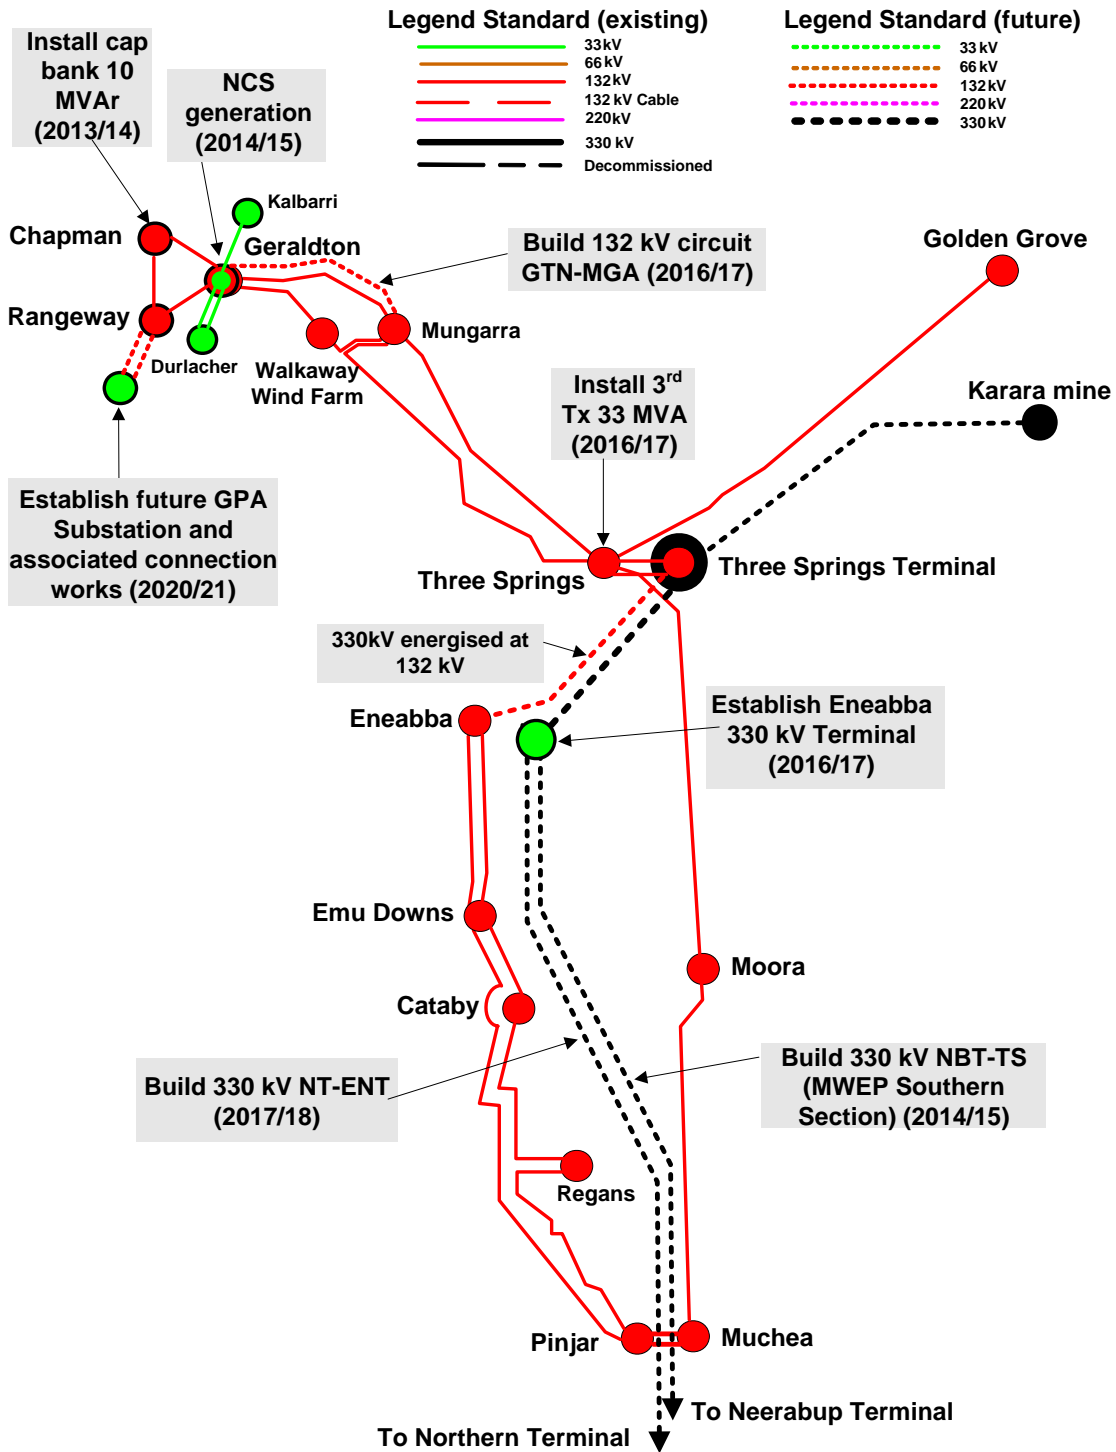 Legend Standard (existing)
33 kV
66 kV
132 kV
132 kV Cable
220 kV
330 kV
Decommissioned
Legend Standard (future)
33 kV
66 kV
132 kV
220 kV
330 kV
Install cap
bank 10
MVAr
(2013/14)
NCS
generation
(2014/15)
Kalbarri
Chapman
Geraldton
Build 132 kV circuit
GTN-MGA (2016/17)
Golden Grove
Rangeway
Durlacher
Mungarra
Walkaway
Wind Farm
Install 3rd
Tx 33 MVA
(2016/17)
Karara mine
Establish future GPA
Substation and
associated connection
works (2020/21)
Three Springs
Three Springs Terminal
330kV energised at
132 kV
Eneabba
Establish Eneabba
330 kV Terminal
(2016/17)
Emu Downs
Moora
Cataby
Build 330 kV NT-ENT
(2017/18)
Build 330 kV NBT-TS
(MWEP Southern
Section) (2014/15)
Regans
Pinjar
Muchea
To Neerabup Terminal
To Northern Terminal